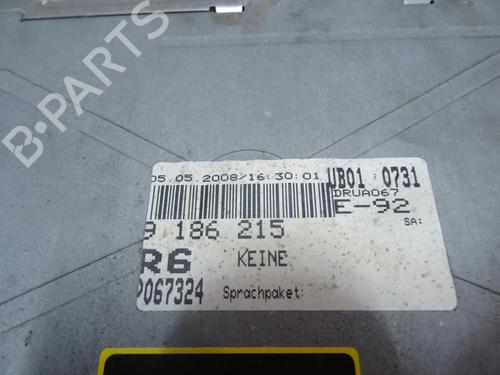 B-PARTS
05.05.2008/16:30:01 UB01 0731
DRUA067
E-92
9 186 215 SA:
R6 KEINE
P067324 Sprachpaket: